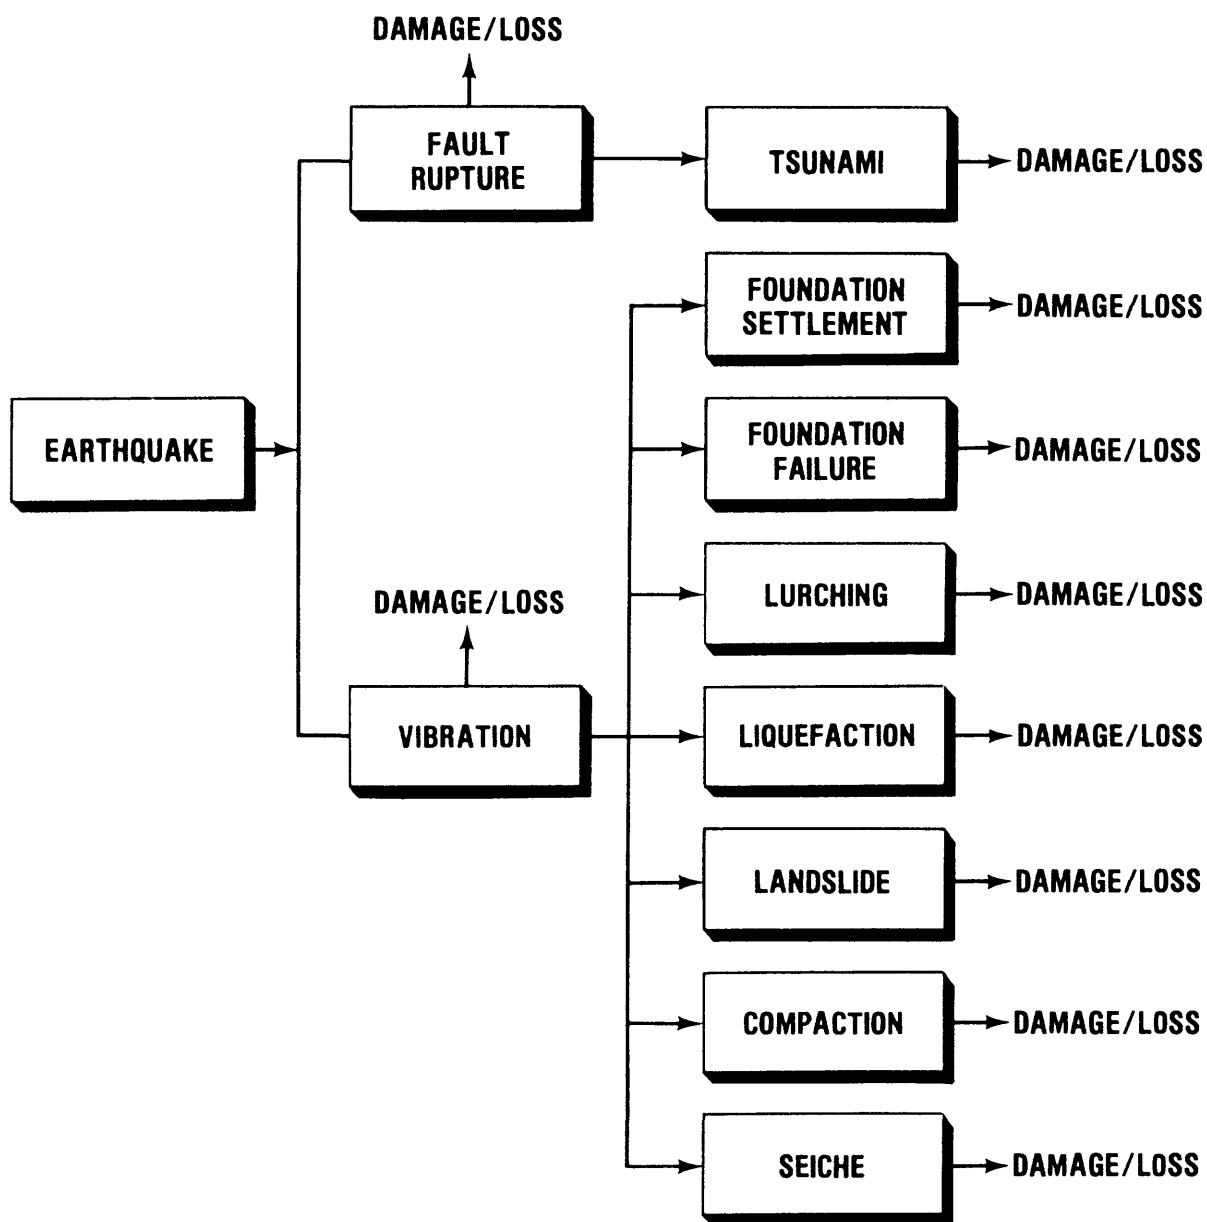 DAMAGE/LOSS
FAULT
RUPTURE
TSUNAMI
DAMAGE/LOSS
FOUNDATION
SETTLEMENT
DAMAGE/LOSS
EARTHQUAKE
FOUNDATION
FAILURE
DAMAGE/LOSS
DAMAGE/LOSS
LURCHING
DAMAGE/LOSS
VIBRATION
LIQUEFACTION
DAMAGE/LOSS
LANDSLIDE
DAMAGE/LOSS
COMPACTION
DAMAGE/LOSS
SEICHE
DAMAGE/LOSS